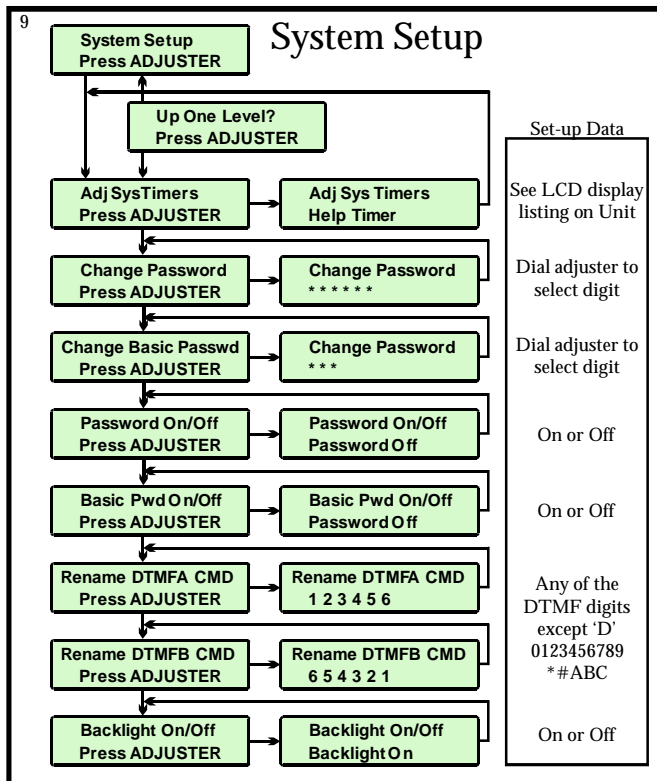 9
System Setup
System Setup
Press ADJUSTER
Up One Level?
Press ADJUSTER
Set-up Data
Adj SysTimers
Press ADJUSTER
Adj Sys Timers
Help Timer
See LCD display
listing on Unit
Change Password
Press ADJUSTER
Change Password
* * * * * *
Dial adjuster to
select digit
Change Basic Passwd
Press ADJUSTER
Change Password
* * *
Dial adjuster to
select digit
Password On/Off
Press ADJUSTER
Password On/Off
Password Off
On or Off
Basic Pwd On/Off
Press ADJUSTER
Basic Pwd On/Off
Password Off
On or Off
Rename DTMFA CMD
Press ADJUSTER
Rename DTMFA CMD
1 2 3 4 5 6
Any of the
DTMF digits
except ‘D’
0123456789
*#ABC
Rename DTMFB CMD
Press ADJUSTER
Rename DTMFB CMD
6 5 4 3 2 1
Backlight On/Off
Press ADJUSTER
Backlight On/Off
Backlight On
On or Off